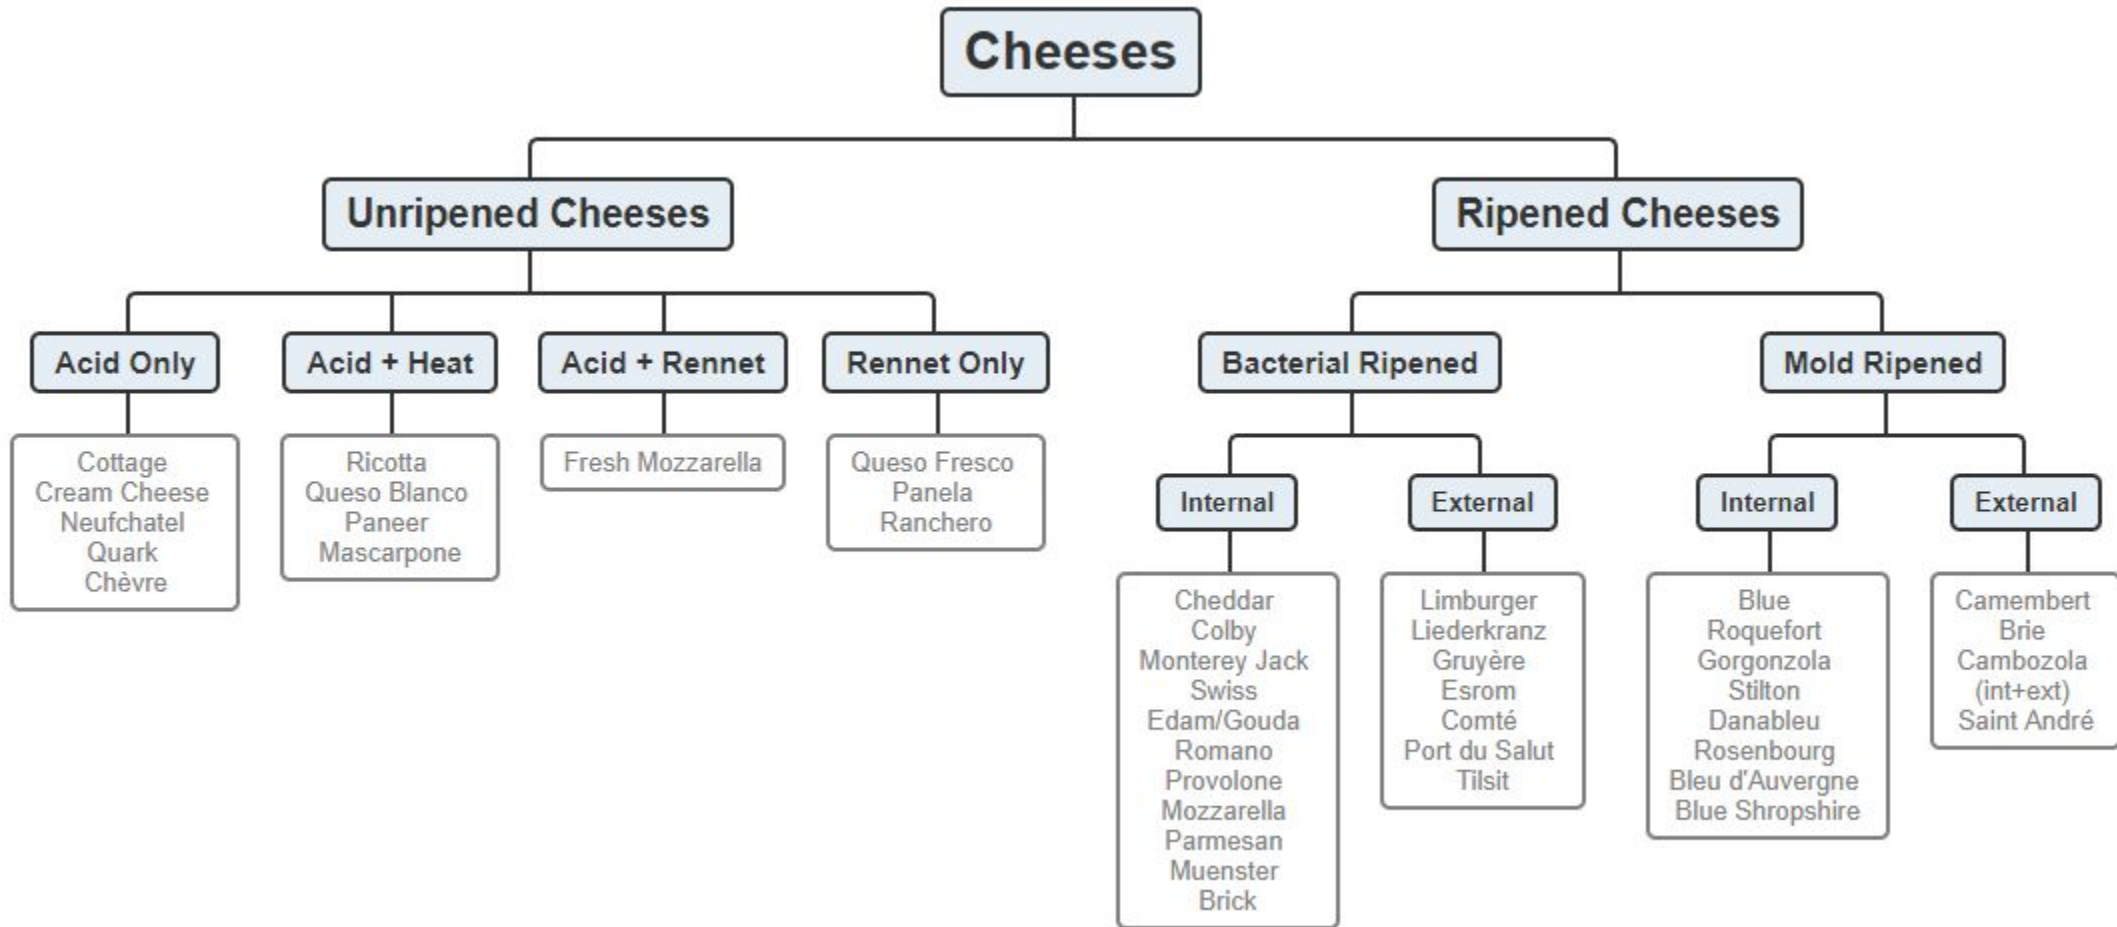 Cheeses
Unripened Cheeses
Ripened Cheeses
Acid Only
Acid + Heat
Acid + Rennet
Rennet Only
Bacterial Ripened
Mold Ripened
Cottage
Cream Cheese
Neufchatel
Quark
Chèvre
Ricotta
Queso Blanco
Paneer
Mascarpone
Fresh Mozzarella
Queso Fresco
Panela
Ranchero
Internal
External
Internal
External
Cheddar
Colby
Monterey Jack
Swiss
Edam/Gouda
Romano
Provolone
Mozzarella
Parmesan
Muenster
Brick
Limburger
Liederkranz
Gruyère
Esrom
Comté
Port du Salut
Tilsit
Blue
Roquefort
Gorgonzola
Stilton
Danableu
Rosenbourg
Bleu d'Auvergne
Blue Shropshire
Camembert
Brie
Cambozola
(int+ext)
Saint André